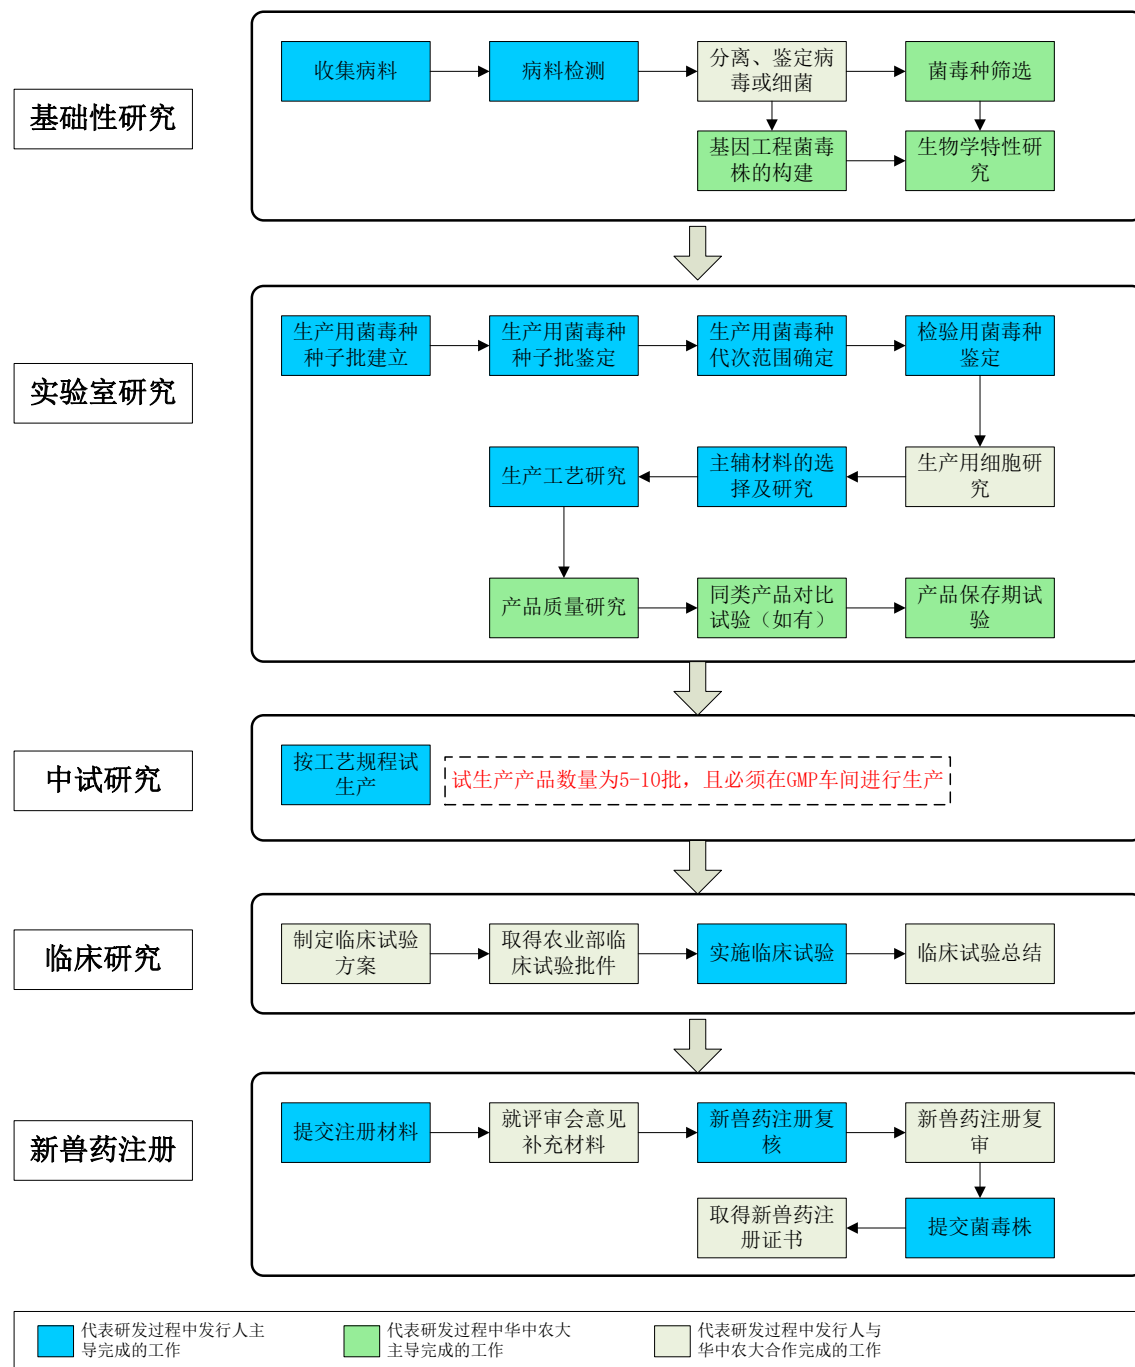 基础性研究
收集病料
病料检测
分离、鉴定病
毒或细菌
菌毒种筛选
基因工程菌毒
株的构建
生物学特性研
究
实验室研究
生产用菌毒种
种子批建立
生产用菌毒种
种子批鉴定
生产用菌毒种
代次范围确定
检验用菌毒种
鉴定
生产工艺研究
主辅材料的选
择及研究
生产用细胞研
究
产品质量研究
同类产品对比
试验（如有）
产品保存期试
验
中试研究
按工艺规程试
生产
试生产产品数量为5-10批，且必须在GMP车间进行生产
临床研究
制定临床试验
方案
取得农业部临
床试验批件
实施临床试验
临床试验总结
新兽药注册
提交注册材料
就评审会意见
补充材料
新兽药注册复
核
新兽药注册复
审
取得新兽药注
册证书
提交菌毒株
代表研发过程中发行人主
导完成的工作
代表研发过程中华中农大
主导完成的工作
代表研发过程中发行人与
华中农大合作完成的工作